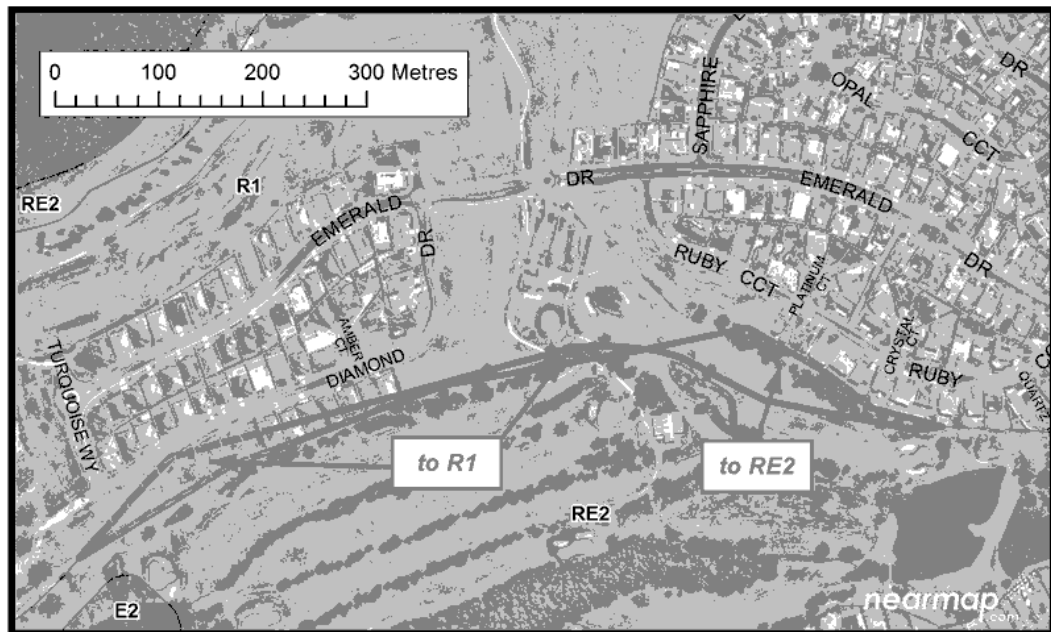 0 100 200 300 Metres
RE2
R1
EMERALD
DR
SAPPHIRE
OPAL
CCT
DR
DR
EMERALD
DR
RUBY CCT
PLATINUM
CT
CRYSTAL
CT
RUBY
QUARTZ
TURQUOISE WY
AMBER
CT
DIAMOND
to R1
to RE2
RE2
E2
nearmap
.com